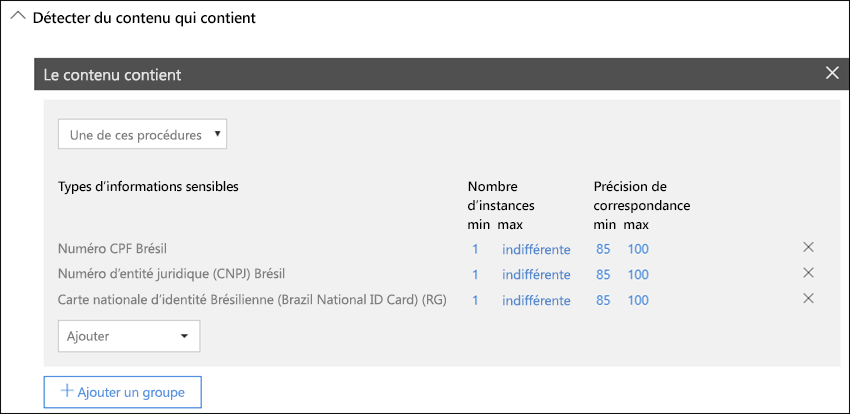 Détecter du contenu qui contient
Le contenu contient
Une de ces procédures
Types d'informations sensibles
Nombre d'instances
Précision de correspondance
min max
min max
Numéro CPF Brésil 1 indifférente 85 100
Numéro d'entité juridique (CNPJ) Brésil 1 indifférente 85 100
Carte nationale d'identité Brésilienne (Brazil National ID Card) (RG) 1 indifférente 85 100
Ajouter
Ajouter un groupe